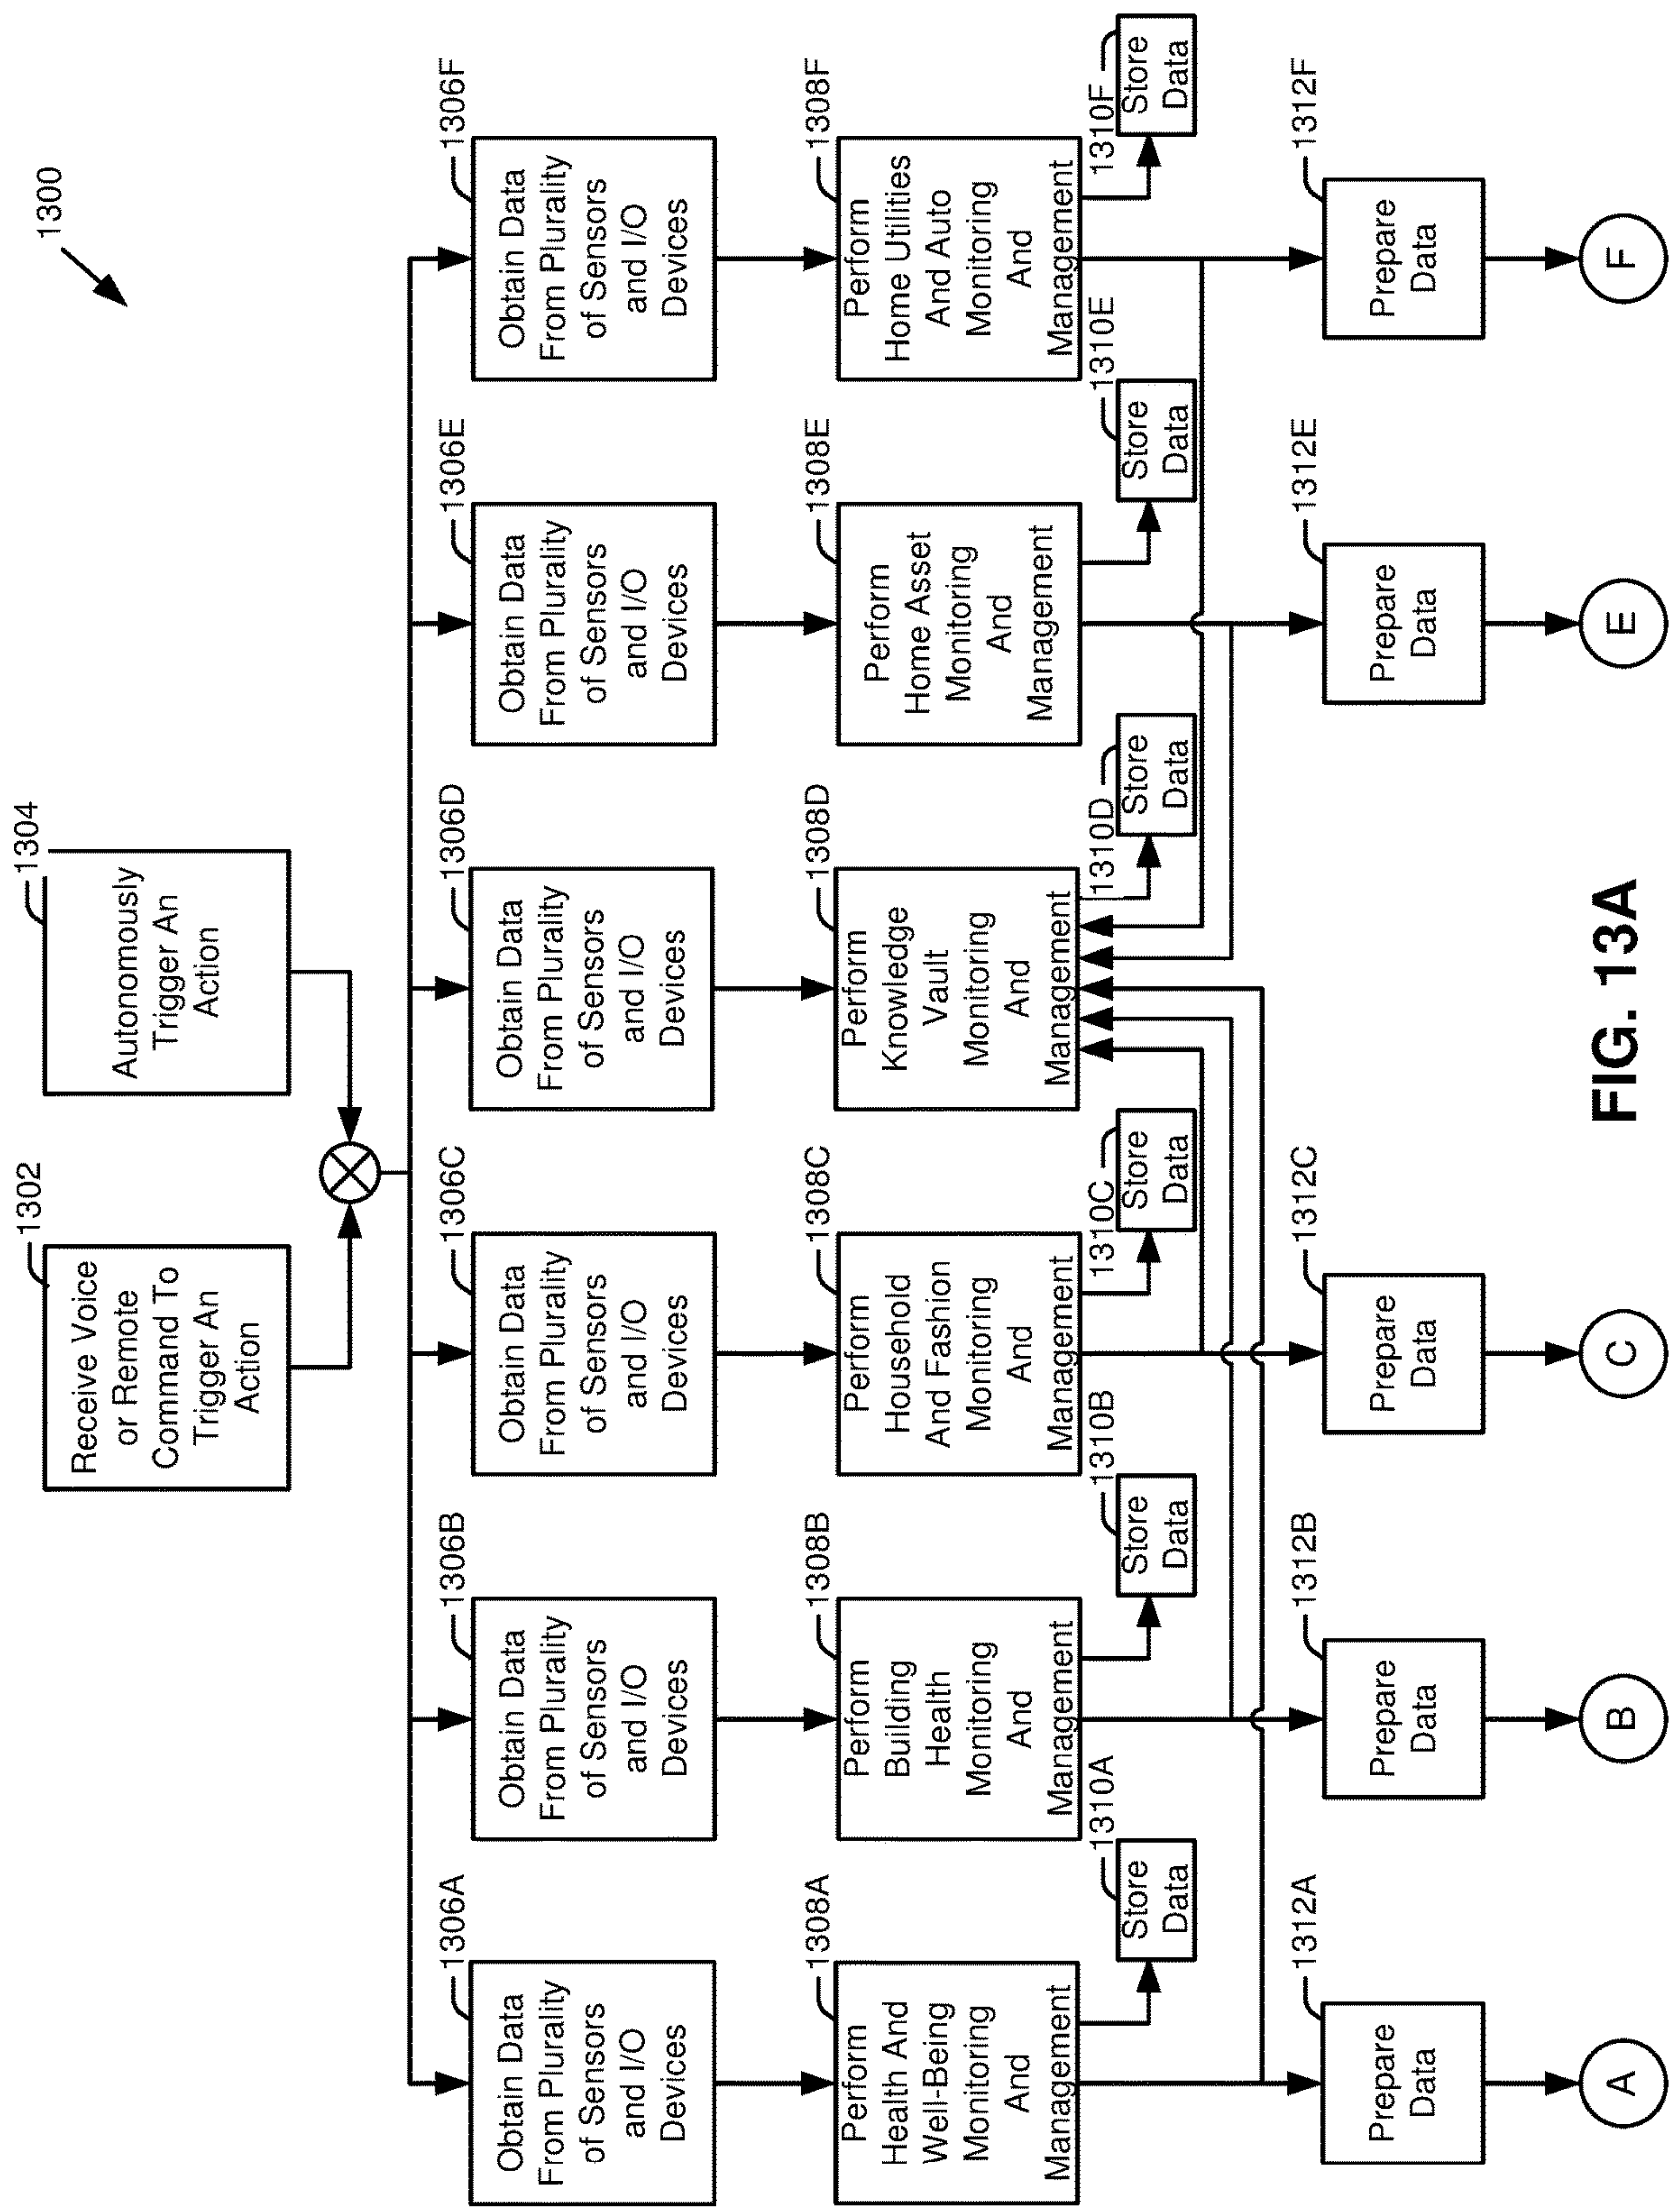 1300
1302
Receive Voice
or Remote
Command To
Trigger An
Action
1304
Autonomously
Trigger An
Action
1306A
Obtain Data
From Plurality
of Sensors
and I/O
Devices
1306B
Obtain Data
From Plurality
of Sensors
and I/O
Devices
1306C
Obtain Data
From Plurality
of Sensors
and I/O
Devices
1306D
Obtain Data
From Plurality
of Sensors
and I/O
Devices
1306E
Obtain Data
From Plurality
of Sensors
and I/O
Devices
1306F
Obtain Data
From Plurality
of Sensors
and I/O
Devices
1308A
Perform
Health And
Well-Being
Monitoring
And
Management
1308B
Perform
Building
Health
Monitoring
And
Management
1308C
Perform
Household
And Fashion
Monitoring
And
Management
1308D
Perform
Knowledge
Vault
Monitoring
And
Management
1308E
Perform
Home Asset
Monitoring
And
Management
1308F
Perform
Home Utilities
And Auto
Monitoring
And
Management
1310A
Store
Data
1310B
Store
Data
1310C
Store
Data
1310D
Store
Data
1310E
Store
Data
1310F
Store
Data
1312A
Prepare
Data
1312B
Prepare
Data
1312C
Prepare
Data
1312E
Prepare
Data
1312F
Prepare
Data
A
B
C
E
F
FIG. 13A